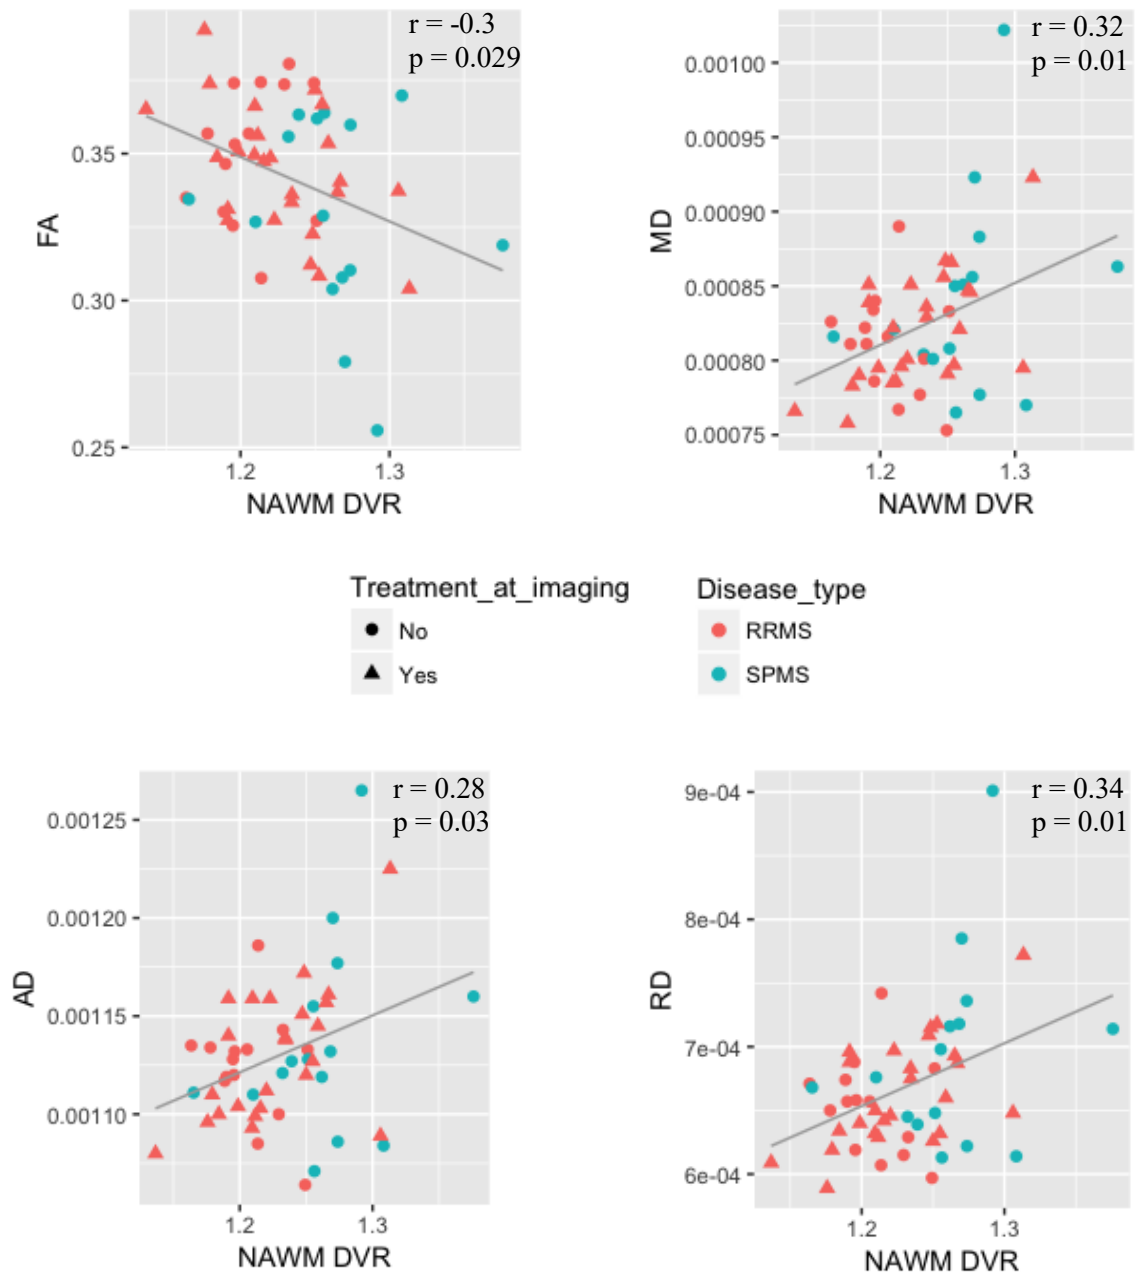 r = -0.3
p = 0.029
0.35
0.30
0.25
FA
1.2
1.3
NAWM DVR
r = 0.32
p = 0.01
0.00100
0.00095
0.00090
0.00085
0.00080
0.00075
MD
1.2
1.3
NAWM DVR
Treatment_at_imaging
No
Yes
Disease_type
RRMS
SPMS
r = 0.28
p = 0.03
0.00125
0.00120
0.00115
0.00110
AD
1.2
1.3
NAWM DVR
r = 0.34
p = 0.01
9e-04
8e-04
7e-04
6e-04
RD
1.2
1.3
NAWM DVR